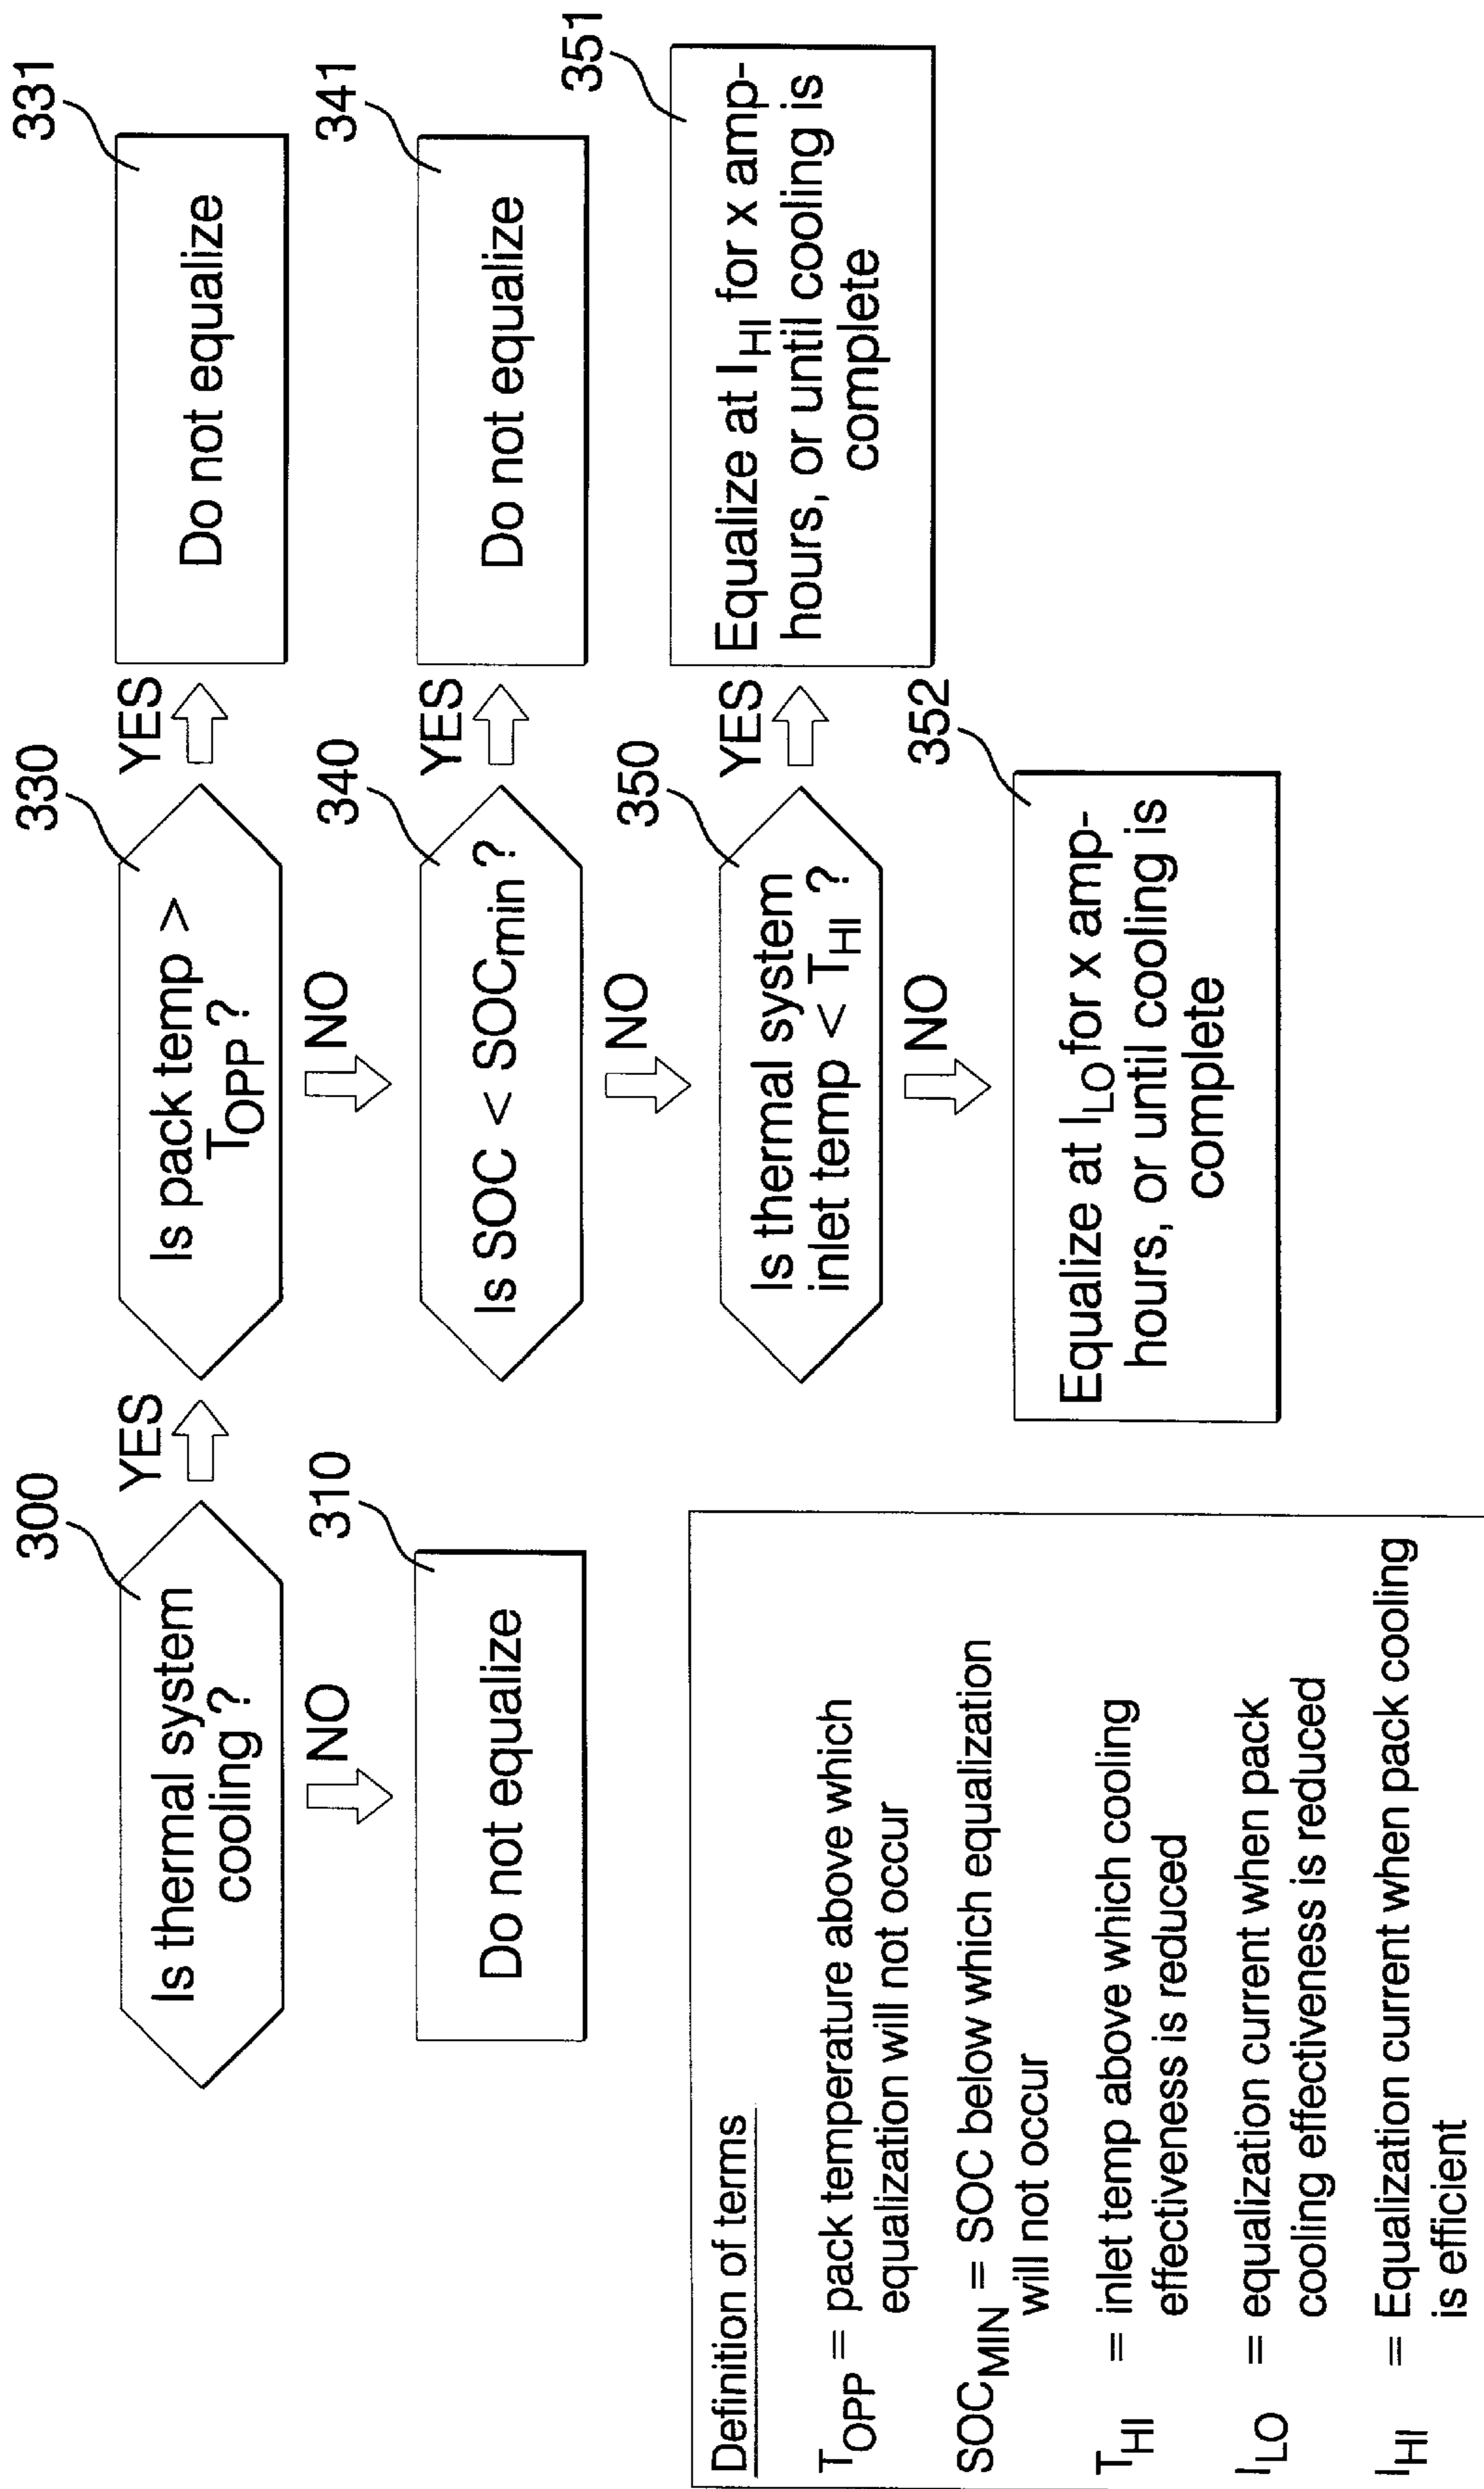 300
Is thermal system
cooling ?
YES
NO
310
Do not equalize
330
Is pack temp >
TOPP ?
YES
331
Do not equalize
NO
340
Is SOC < SOCmin ?
YES
341
Do not equalize
NO
350
Is thermal system
inlet temp < THI ?
YES
351
Equalize at IHI for x amp-
hours, or until cooling is
complete
NO
352
Equalize at ILO for x amp-
hours, or until cooling is
complete
Definition of terms
TOPP = pack temperature above which
equalization will not occur
SOCMIN = SOC below which equalization
will not occur
THI = inlet temp above which cooling
effectiveness is reduced
ILO = equalization current when pack
cooling effectiveness is reduced
IHI = Equalization current when pack cooling
is efficient